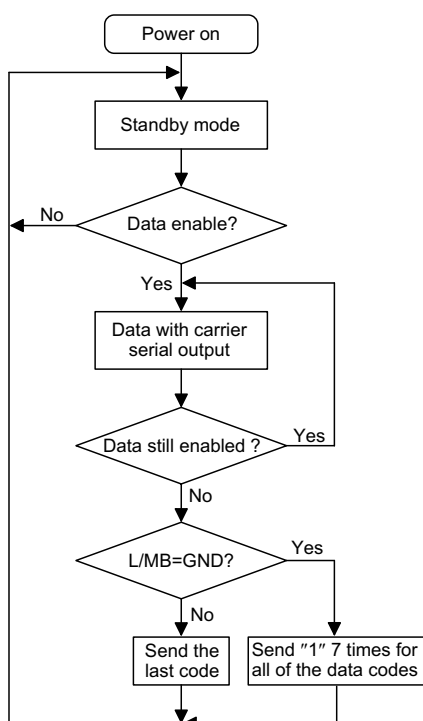 Power on
Standby mode
No
Data enable?
Yes
Data with carrier
serial output
Data still enabled ?
Yes
No
L/MB=GND?
Yes
No
Send the
last code
Send ″1″ 7 times for
all of the data codes